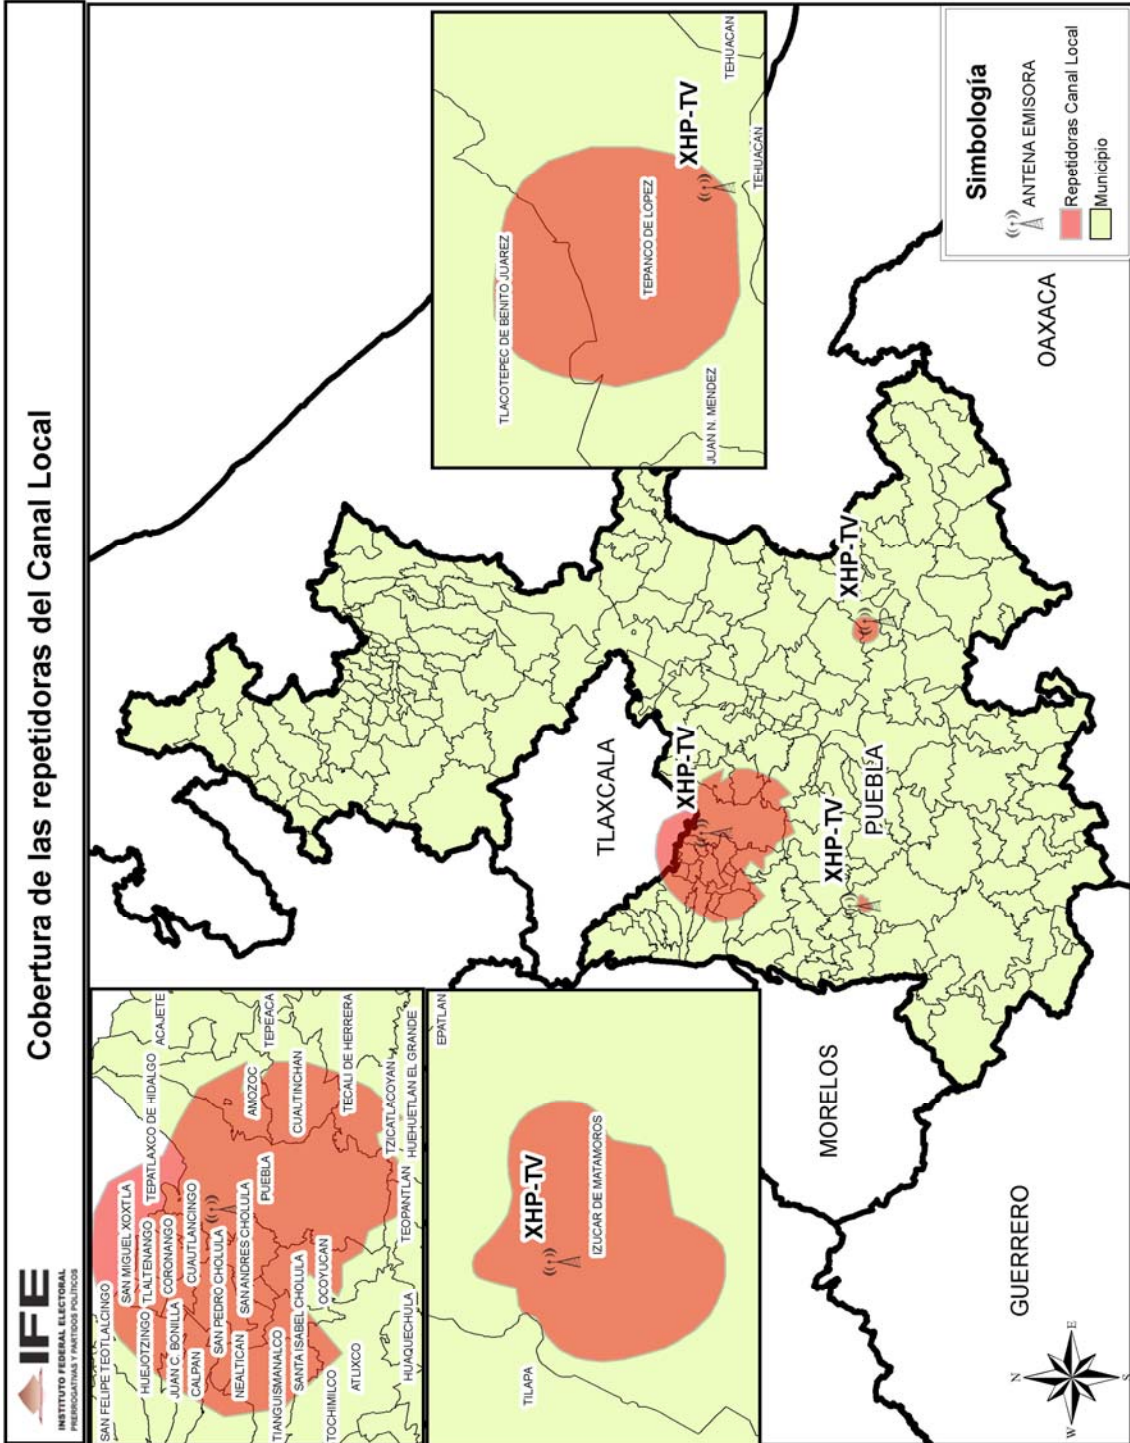 Cobertura de las repetidoras del Canal Local
IFE
INSTITUTO FEDERAL ELECTORAL
PRERROGATIVAS Y PARTIDOS POLÍTICOS
SAN FELIPE TEOTLALCINGO
SAN MIGUEL XOXTLA
TEPATLAXCO DE HIDALGO
ACAJETE
HUEJOTZINGO
TLALTENANGO
JUAN C. BONILLA
CORONANGO
CALPAN
CUAUTLANCINGO
SAN PEDRO CHOLULA
NEALTICAN
SAN ANDRES CHOLULA
PUEBLA
AMOZOC
TEPEACA
CUAUTINCHAN
TIANGUISMANALCO
SANTA ISABEL CHOLULA
OCOYUCAN
TECALI DE HERRERA
TOCHIMILCO
ATLIXCO
TZICATLACOYAN
HUAQUECHULA
TEOPANTLAN
HUEHUETLAN EL GRANDE
EPATLAN
XHP-TV
IZUCAR DE MATAMOROS
TILAPA
TLACOTEPEC DE BENITO JUAREZ
TEPANCO DE LOPEZ
XHP-TV
JUAN N. MENDEZ
TEHUACAN
TEHUACAN
TLAXCALA
XHP-TV
XHP-TV
XHP-TV
PUEBLA
MORELOS
GUERRERO
OAXACA
N
W
E
S
Simbología
ANTENA EMISORA
Repetidoras Canal Local
Municipio